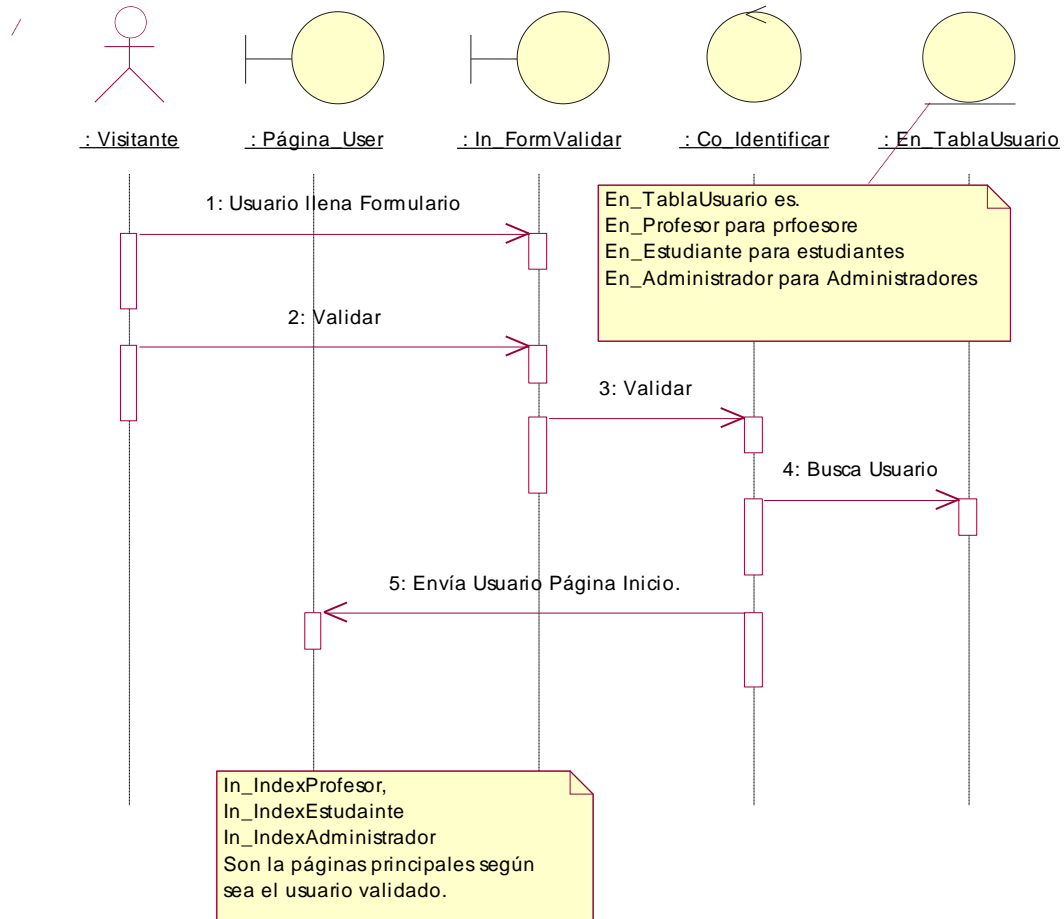 : Visitante
: Página_User
: In_FormValidar
: Co_Identificar
: En_TablaUsuario
1: Usuario llena Formulario
En_TablaUsuario es.
En_Profesor para prfoesore
En_Estudiante para estudiantes
En_Administrador para Administradores
2: Validar
3: Validar
4: Busca Usuario
5: Envía Usuario Página Inicio.
In_IndexProfesor,
In_IndexEstudainte
In_IndexAdministrador
Son la páginas principales según
sea el usuario validado.